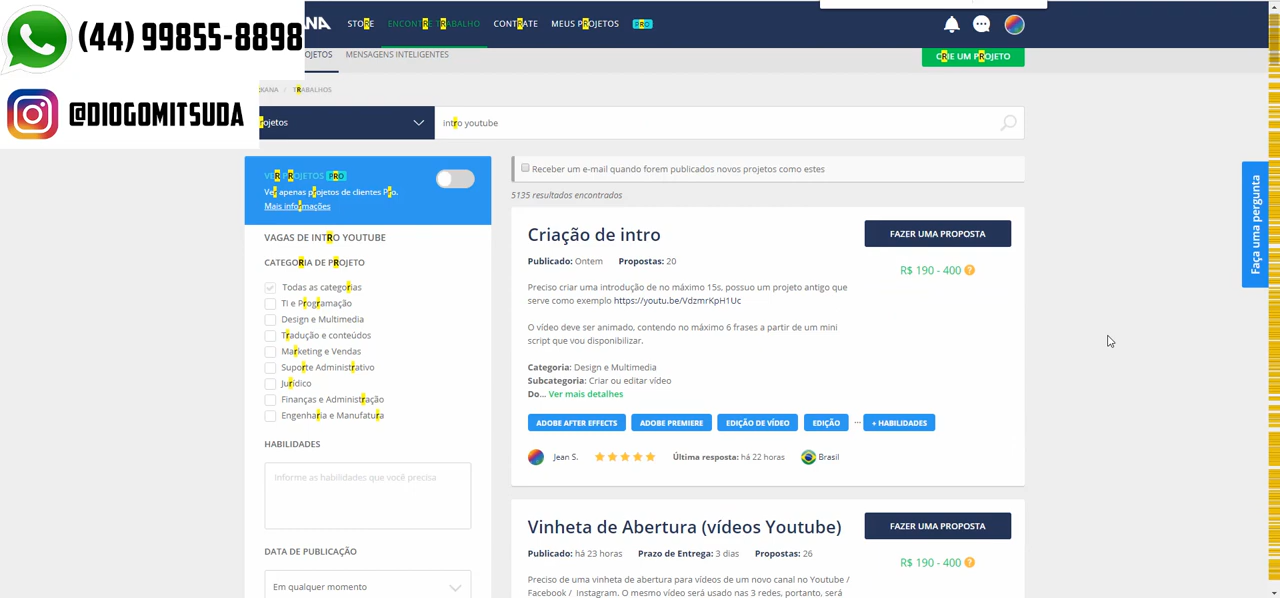 (44) 99855-8898
@DIOGOMITSUDA
ANA STORE ENCONTRE TRABALHO CONTRATE MEUS PROJETOS PRO
OJETOS MENSAGENS INTELIGENTES
CRIE UM PROJETO
KANA / TRABALHOS
rojetos
intro youtube
VER PROJETOS PRO
Ver apenas projetos de clientes Pro.
Mais informações
Receber um e-mail quando forem publicados novos projetos como estes
5135 resultados encontrados
VAGAS DE INTRO YOUTUBE
CATEGORIA DE PROJETO
Todas as categorias
TI e Programação
Design e Multimedia
Tradução e conteúdos
Marketing e Vendas
Suporte Administrativo
Jurídico
Finanças e Administração
Engenharia e Manufatura
HABILIDADES
Informe as habilidades que você precisa
DATA DE PUBLICAÇÃO
Em qualquer momento
Criação de intro
FAZER UMA PROPOSTA
Publicado: Ontem Propostas: 20
R$ 190 - 400 ?
Preciso criar uma introdução de no máximo 15s, possuo um projeto antigo que
serve como exemplo https://youtu.be/VdzmrKpH1Uc
O vídeo deve ser animado, contendo no máximo 6 frases a partir de um mini
script que vou disponibilizar.
Categoria: Design e Multimedia
Subcategoria: Criar ou editar vídeo
Do... Ver mais detalhes
ADOBE AFTER EFFECTS ADOBE PREMIERE EDIÇÃO DE VÍDEO EDIÇÃO ... + HABILIDADES
Jean S. Última resposta: há 22 horas Brasil
Vinheta de Abertura (vídeos Youtube)
FAZER UMA PROPOSTA
Publicado: há 23 horas Prazo de Entrega: 3 dias Propostas: 26
R$ 190 - 400 ?
Preciso de uma vinheta de abertura para vídeos de um novo canal no Youtube /
Facebook / Instagram. O mesmo vídeo será usado nas 3 redes, portanto, será
Faça uma pergunta